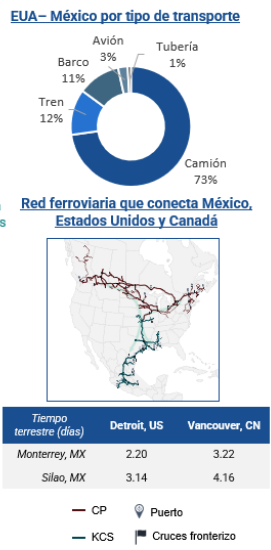 EUA– México por tipo de transporte
Avión
3%
Tubería
1%
Barco
11%
Tren
12%
Camión
73%
s
Red ferroviaria que conecta México,
Estados Unidos y Canadá
Tiempo terrestre (días) Detroit, US Vancouver, CN
Monterrey, MX 2.20 3.22
Silao, MX 3.14 4.16
CP Puerto
KCS Cruces fronterizo